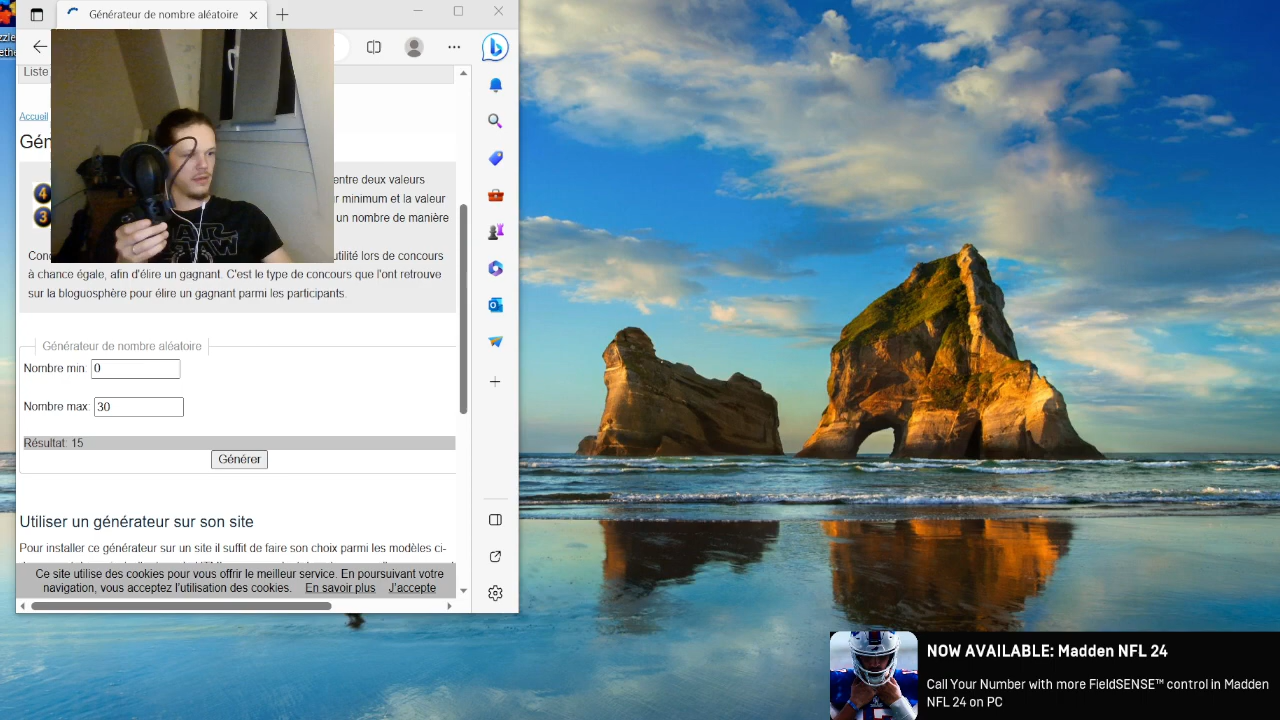 zzle
ethe
Générateur de nombre aléatoire
Liste
Accueil
Gén
entre deux valeurs
r minimum et la valeur
un nombre de manière
4
3
Conc
utilité lors de concours
à chance égale, afin d'élire un gagnant. C'est le type de concours que l'ont retrouve
sur la bloguosphère pour élire un gagnant parmi les participants.
STAR
Générateur de nombre aléatoire
Nombre min: 0
Nombre max: 30
Résultat: 15
Générer
Utiliser un générateur sur son site
Pour installer ce générateur sur un site il suffit de faire son choix parmi les modèles ci-
Ce site utilise des cookies pour vous offrir le meilleur service. En poursuivant votre
navigation, vous acceptez l'utilisation des cookies. En savoir plus J'accepte
NOW AVAILABLE: Madden NFL 24
Call Your Number with more FieldSENSE™ control in Madden
NFL 24 on PC